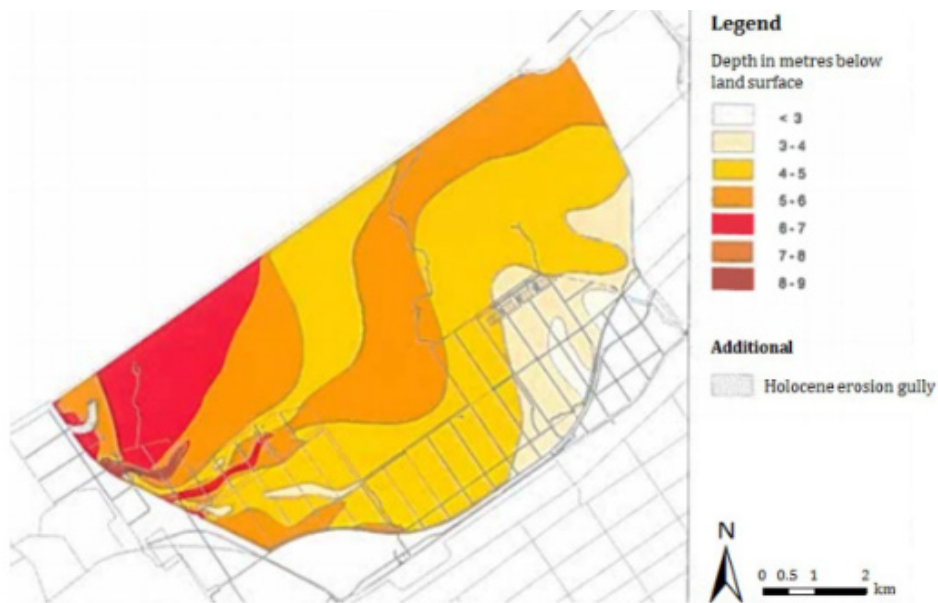 Legend
Depth in metres below
land surface
< 3
3 - 4
4 - 5
5 - 6
6 - 7
7 - 8
8 - 9
Additional
Holocene erosion gully
N
0 0.5 1 2
km